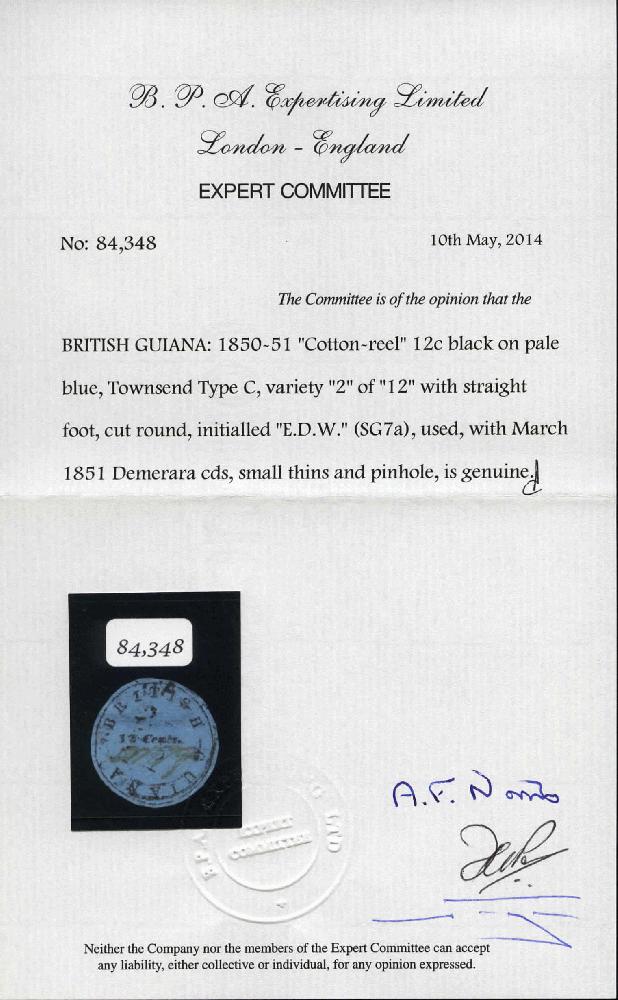 B. P. A. Expertising Limited
London - England
EXPERT COMMITTEE
No: 84,348
10th May, 2014
The Committee is of the opinion that the
BRITISH GUIANA: 1850-51 "Cotton-reel" 12c black on pale
blue, Townsend Type C, variety "2" of "12" with straight
foot, cut round, initialled "E.D.W." (SG7a), used, with March
1851 Demerara cds, small thins and pinhole, is genuine.
84,348
BRITISH
12 Cents.
GUIANA
BPA LTD
EXPERT
COMMITTEE
A.F.
Neither the Company nor the members of the Expert Committee can accept
any liability, either collective or individual, for any opinion expressed.